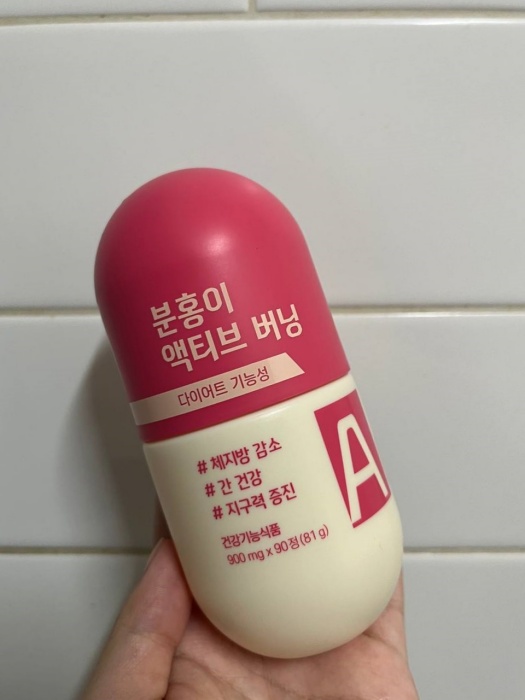 분홍이
액티브 버닝
다이어트 기능성
# 체지방 감소
# 간 건강
# 지구력 증진
건강기능식품
900 mg x 90정(81 g)
A